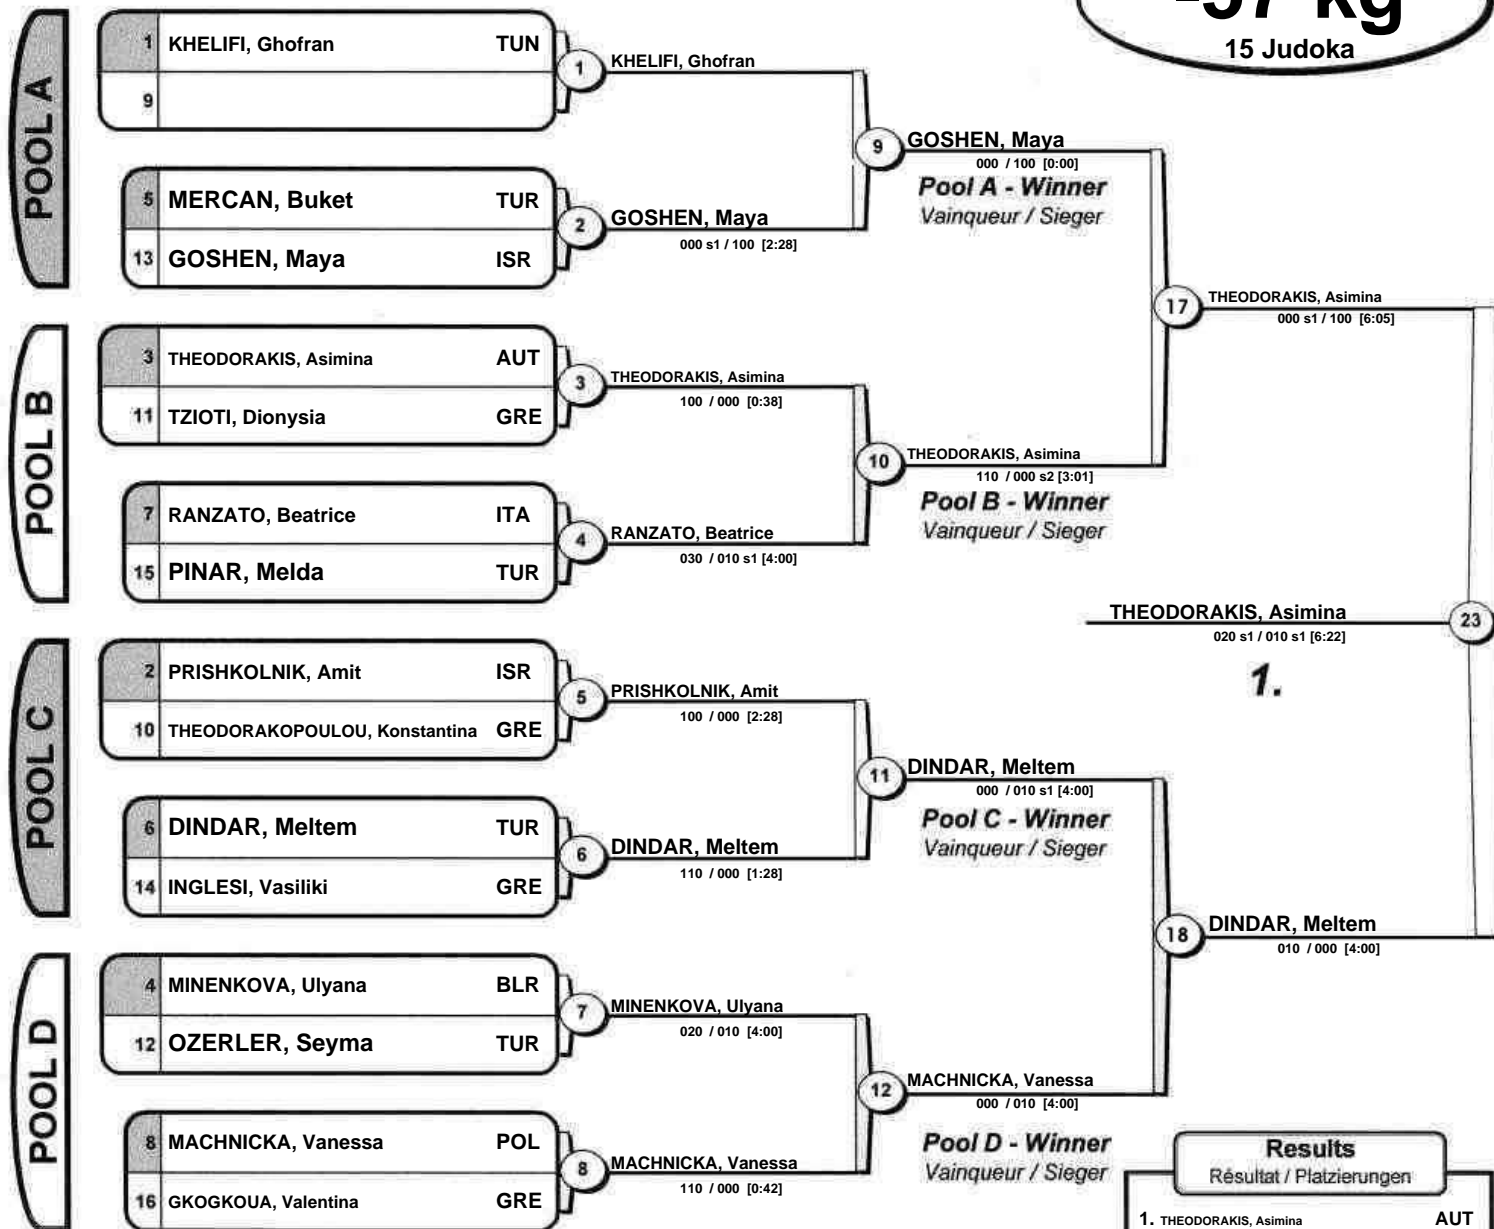 -57 kg
15 Judoka
POOL A
1 KHELIFI, Ghofran TUN
9
1 KHELIFI, Ghofran
5 MERCAN, Buket TUR
13 GOSHEN, Maya ISR
2 GOSHEN, Maya
000 s1 / 100 [2:28]
9 GOSHEN, Maya
000 / 100 [0:00]
Pool A - Winner
Vainqueur / Sieger
POOL B
3 THEODORAKIS, Asimina AUT
11 TZIOTI, Dionysia GRE
3 THEODORAKIS, Asimina
100 / 000 [0:38]
7 RANZATO, Beatrice ITA
15 PINAR, Melda TUR
4 RANZATO, Beatrice
030 / 010 s1 [4:00]
10 THEODORAKIS, Asimina
110 / 000 s2 [3:01]
Pool B - Winner
Vainqueur / Sieger
17 THEODORAKIS, Asimina
000 s1 / 100 [6:05]
THEODORAKIS, Asimina 23
020 s1 / 010 s1 [6:22]
1.
POOL C
2 PRISHKOLNIK, Amit ISR
10 THEODORAKOPOULOU, Konstantina GRE
5 PRISHKOLNIK, Amit
100 / 000 [2:28]
6 DINDAR, Meltem TUR
14 INGLESI, Vasiliki GRE
6 DINDAR, Meltem
110 / 000 [1:28]
11 DINDAR, Meltem
000 / 010 s1 [4:00]
Pool C - Winner
Vainqueur / Sieger
POOL D
4 MINENKOVA, Ulyana BLR
12 OZERLER, Seyma TUR
7 MINENKOVA, Ulyana
020 / 010 [4:00]
8 MACHNICKA, Vanessa POL
16 GKOGKOUA, Valentina GRE
8 MACHNICKA, Vanessa
110 / 000 [0:42]
12 MACHNICKA, Vanessa
000 / 010 [4:00]
Pool D - Winner
Vainqueur / Sieger
18 DINDAR, Meltem
010 / 000 [4:00]
Results
Résultat / Platzierungen
1. THEODORAKIS, Asimina AUT